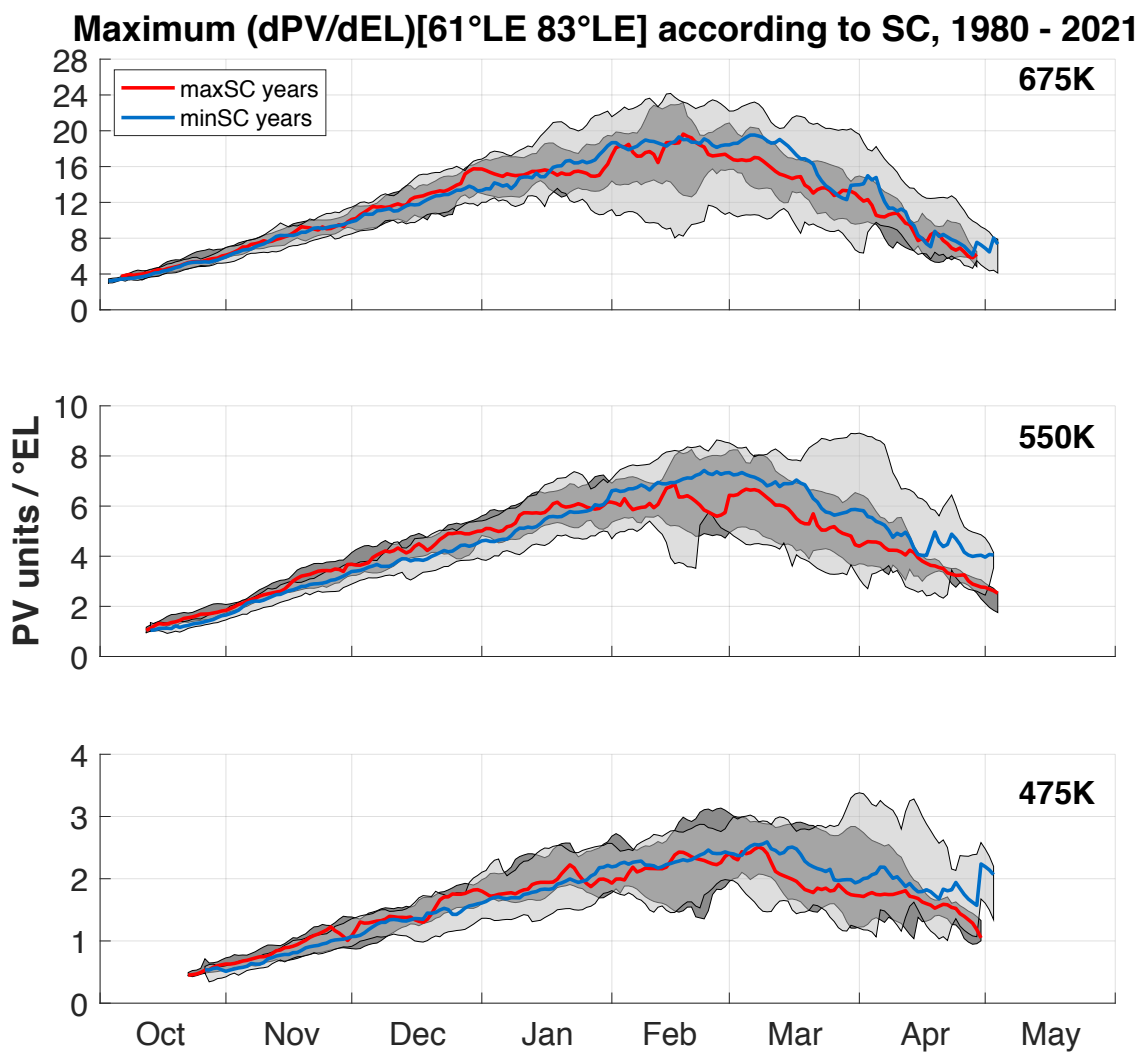 Maximum (dPV/dEL)[61°LE 83°LE] according to SC, 1980 - 2021
28
24
20
16
12
8
4
0
maxSC years
minSC years
675K
PV units / °EL
10
8
6
4
2
0
550K
4
3
2
1
0
475K
Oct Nov Dec Jan Feb Mar Apr May